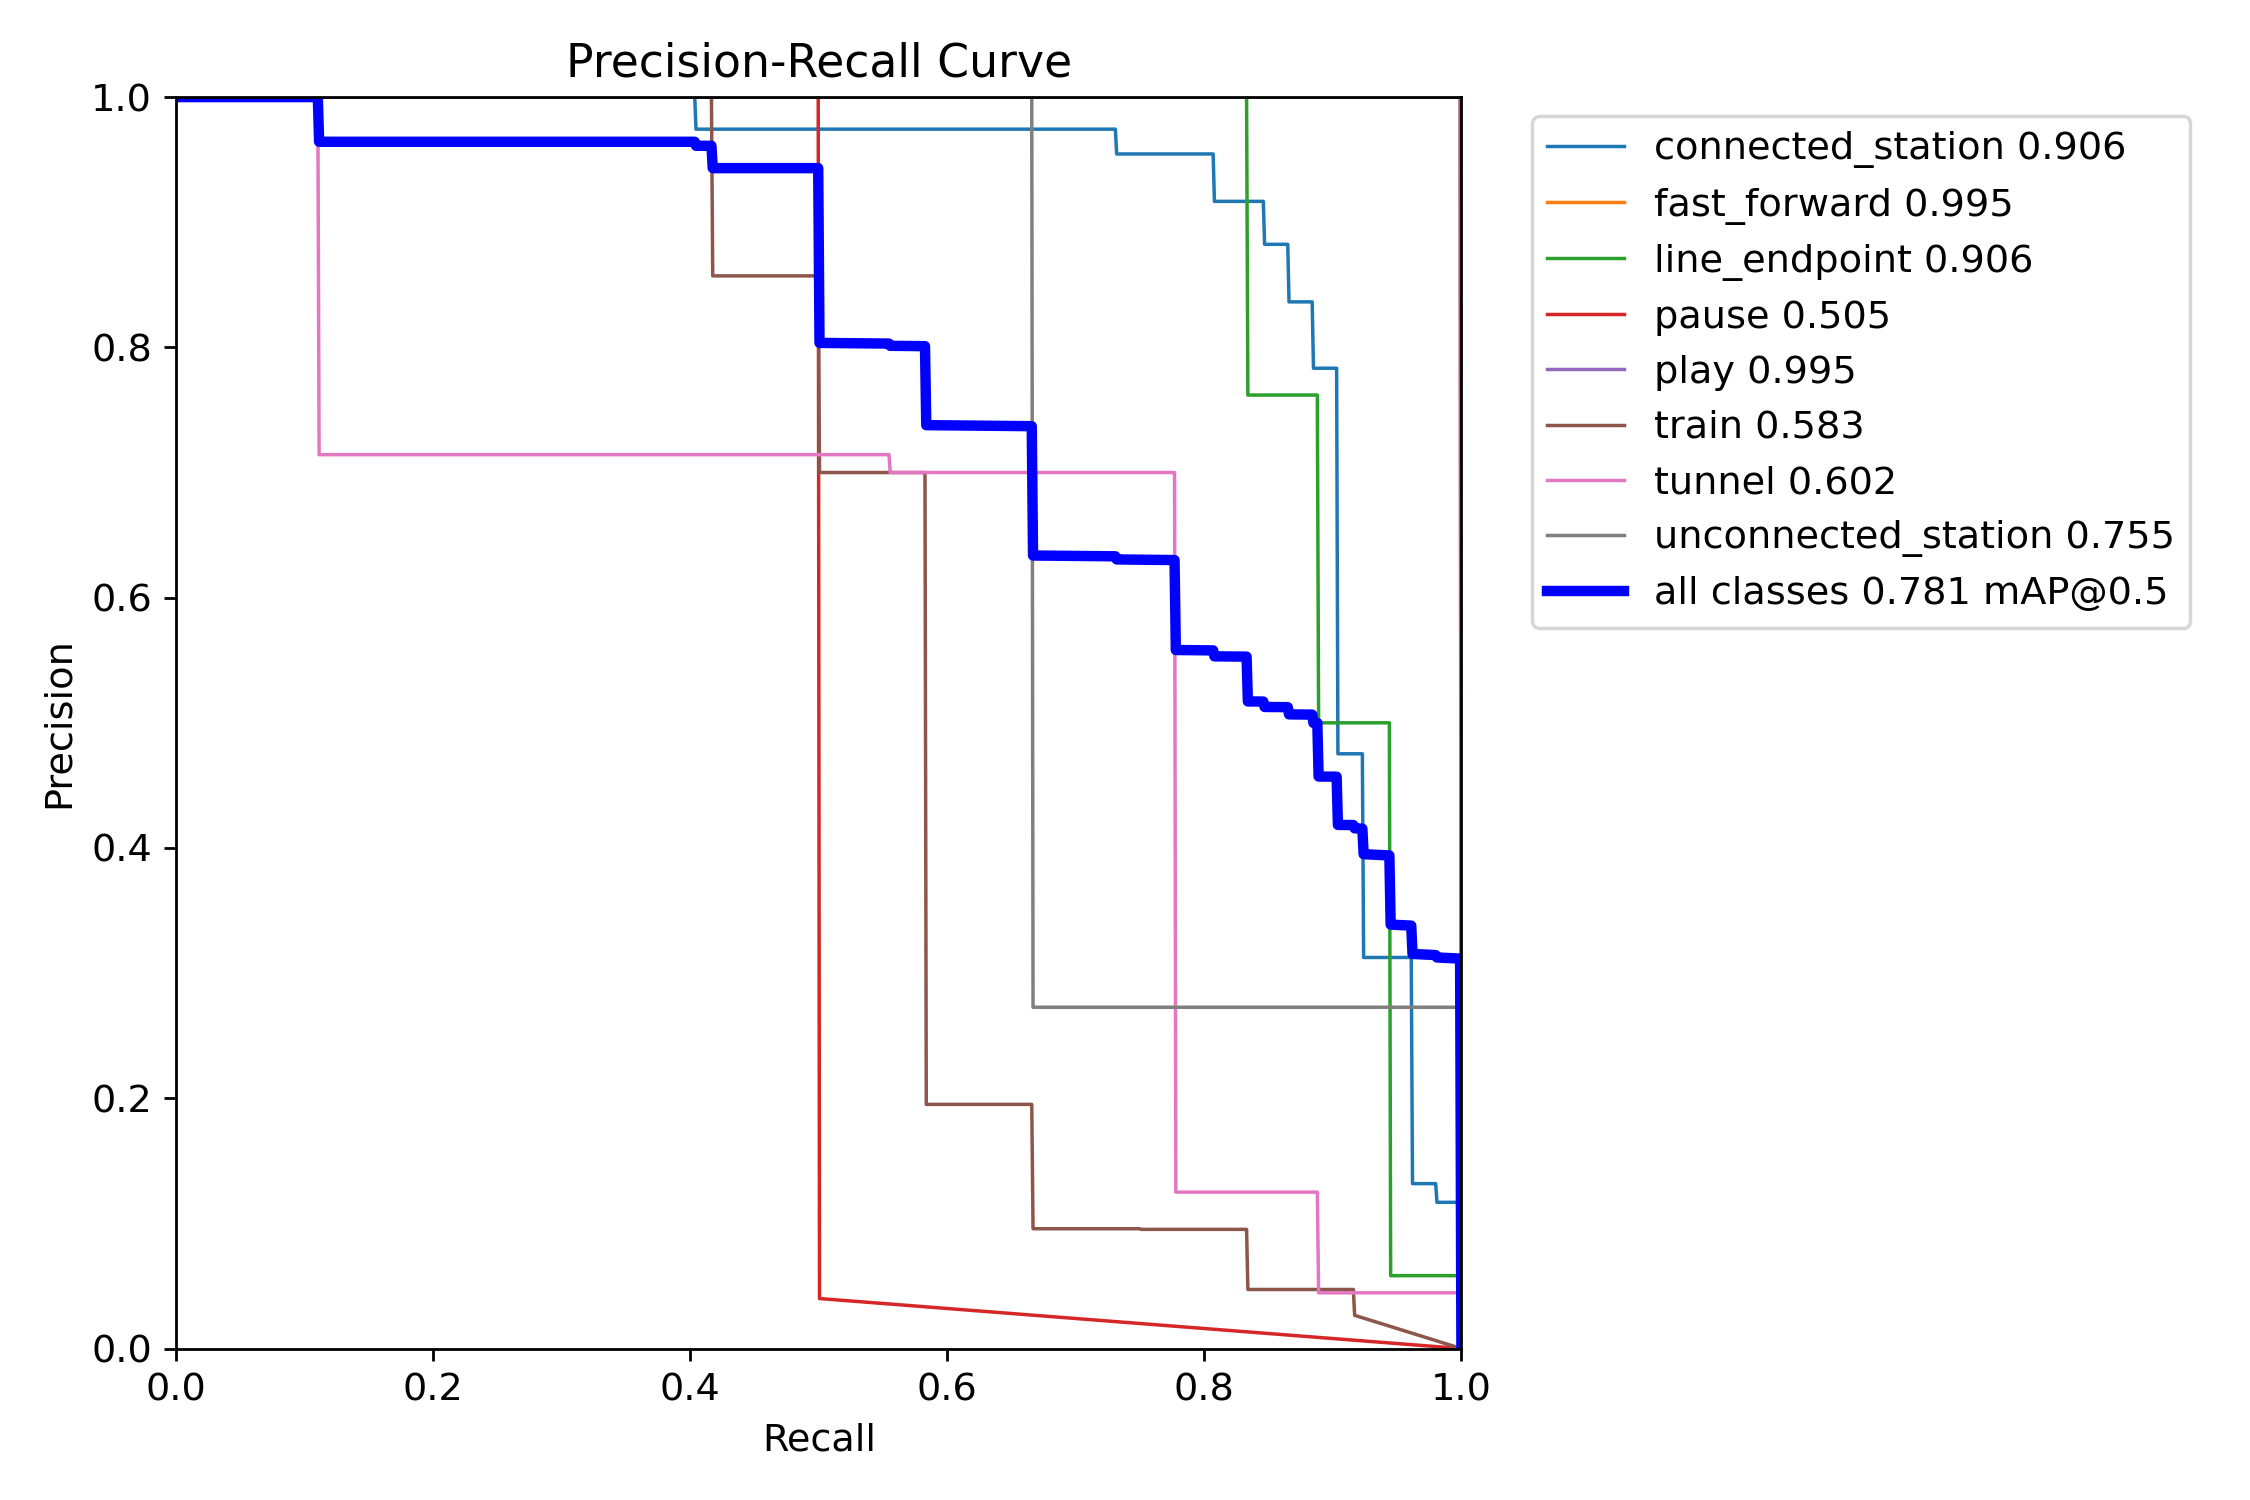 Precision-Recall Curve
1.0
0.8
0.6
0.4
0.2
0.0
Precision
0.0 0.2 0.4 0.6 0.8 1.0
Recall
connected_station 0.906
fast_forward 0.995
line_endpoint 0.906
pause 0.505
play 0.995
train 0.583
tunnel 0.602
unconnected_station 0.755
all classes 0.781 mAP@0.5